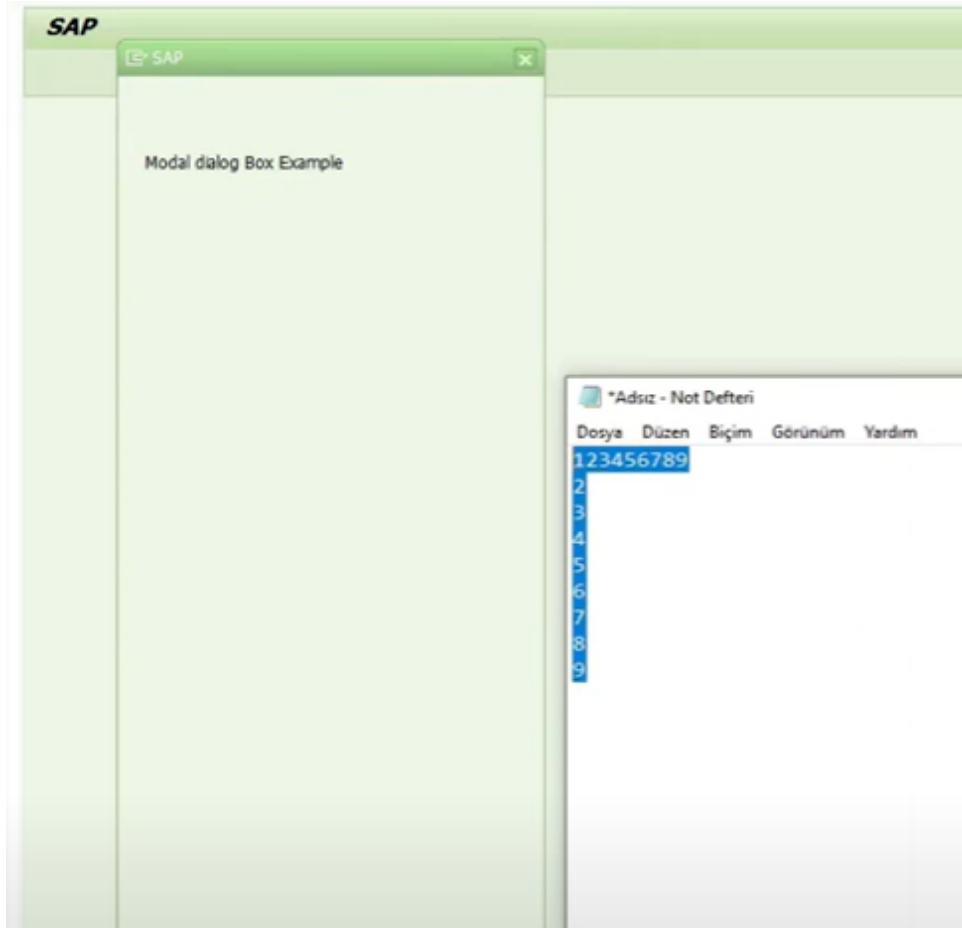 SAP
SAP
Modal dialog Box Example
*Adsız - Not Defteri
Dosya Düzen Biçim Görünüm Yardım
123456789
2
3
4
5
6
7
8
9